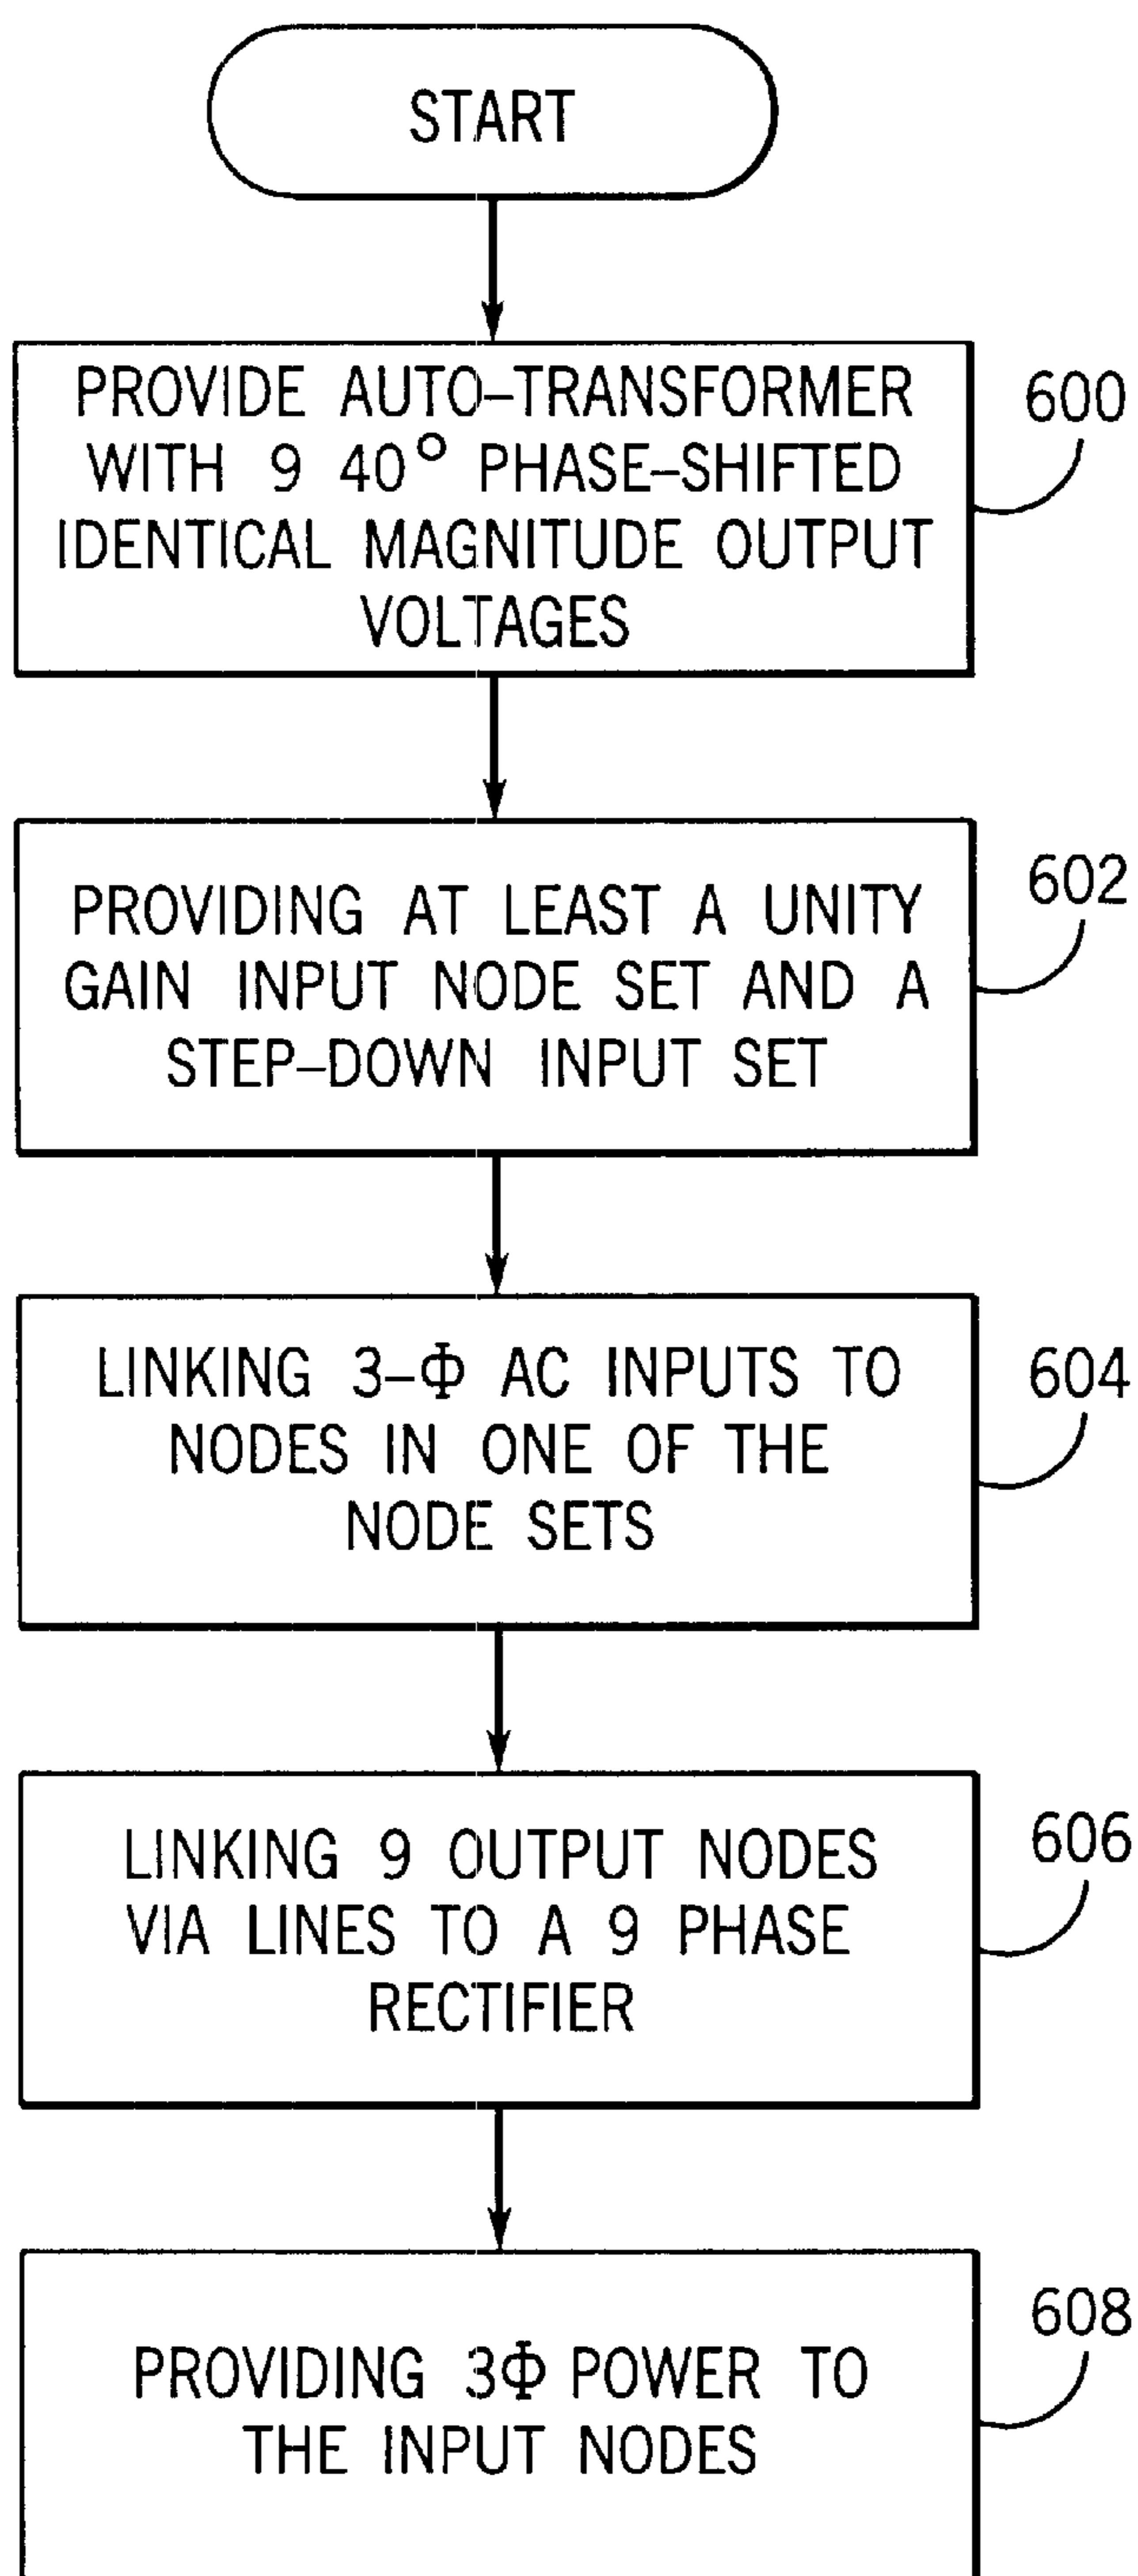 START
PROVIDE AUTO-TRANSFORMER
WITH 9 40° PHASE-SHIFTED
IDENTICAL MAGNITUDE OUTPUT
VOLTAGES
600
PROVIDING AT LEAST A UNITY
GAIN INPUT NODE SET AND A
STEP-DOWN INPUT SET
602
LINKING 3-Φ AC INPUTS TO
NODES IN ONE OF THE
NODE SETS
604
LINKING 9 OUTPUT NODES
VIA LINES TO A 9 PHASE
RECTIFIER
606
PROVIDING 3Φ POWER TO
THE INPUT NODES
608